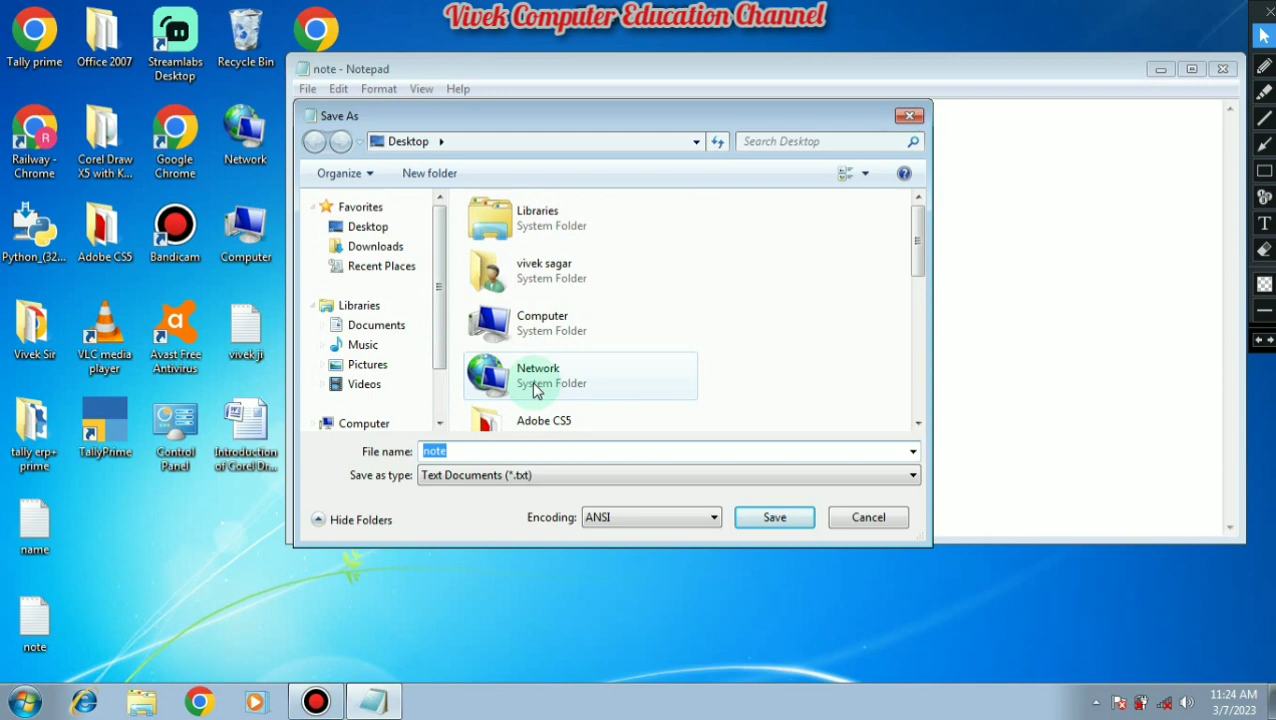 Vivek Computer Education Channel
Tally prime
Office 2007
Streamlabs
Desktop
Recycle Bin
Railway -
Chrome
Corel Draw
X5 with K...
Google
Chrome
Network
Python_(32...
Adobe CS5
Bandicam
Computer
Vivek Sir
VLC media
player
Avast Free
Antivirus
vivek.ji
tally erp+
prime
TallyPrime
Control
Panel
Introduction
of Corel Dr...
name
note
note - Notepad
File Edit Format View Help
Save As
Desktop
Search Desktop
Organize
New folder
Favorites
Desktop
Downloads
Recent Places
Libraries
Documents
Music
Pictures
Videos
Computer
Libraries
System Folder
vivek sagar
System Folder
Computer
System Folder
Network
System Folder
Adobe CS5
File name: note
Save as type: Text Documents (*.txt)
Hide Folders
Encoding: ANSI
Save
Cancel
11:24 AM
3/7/2023